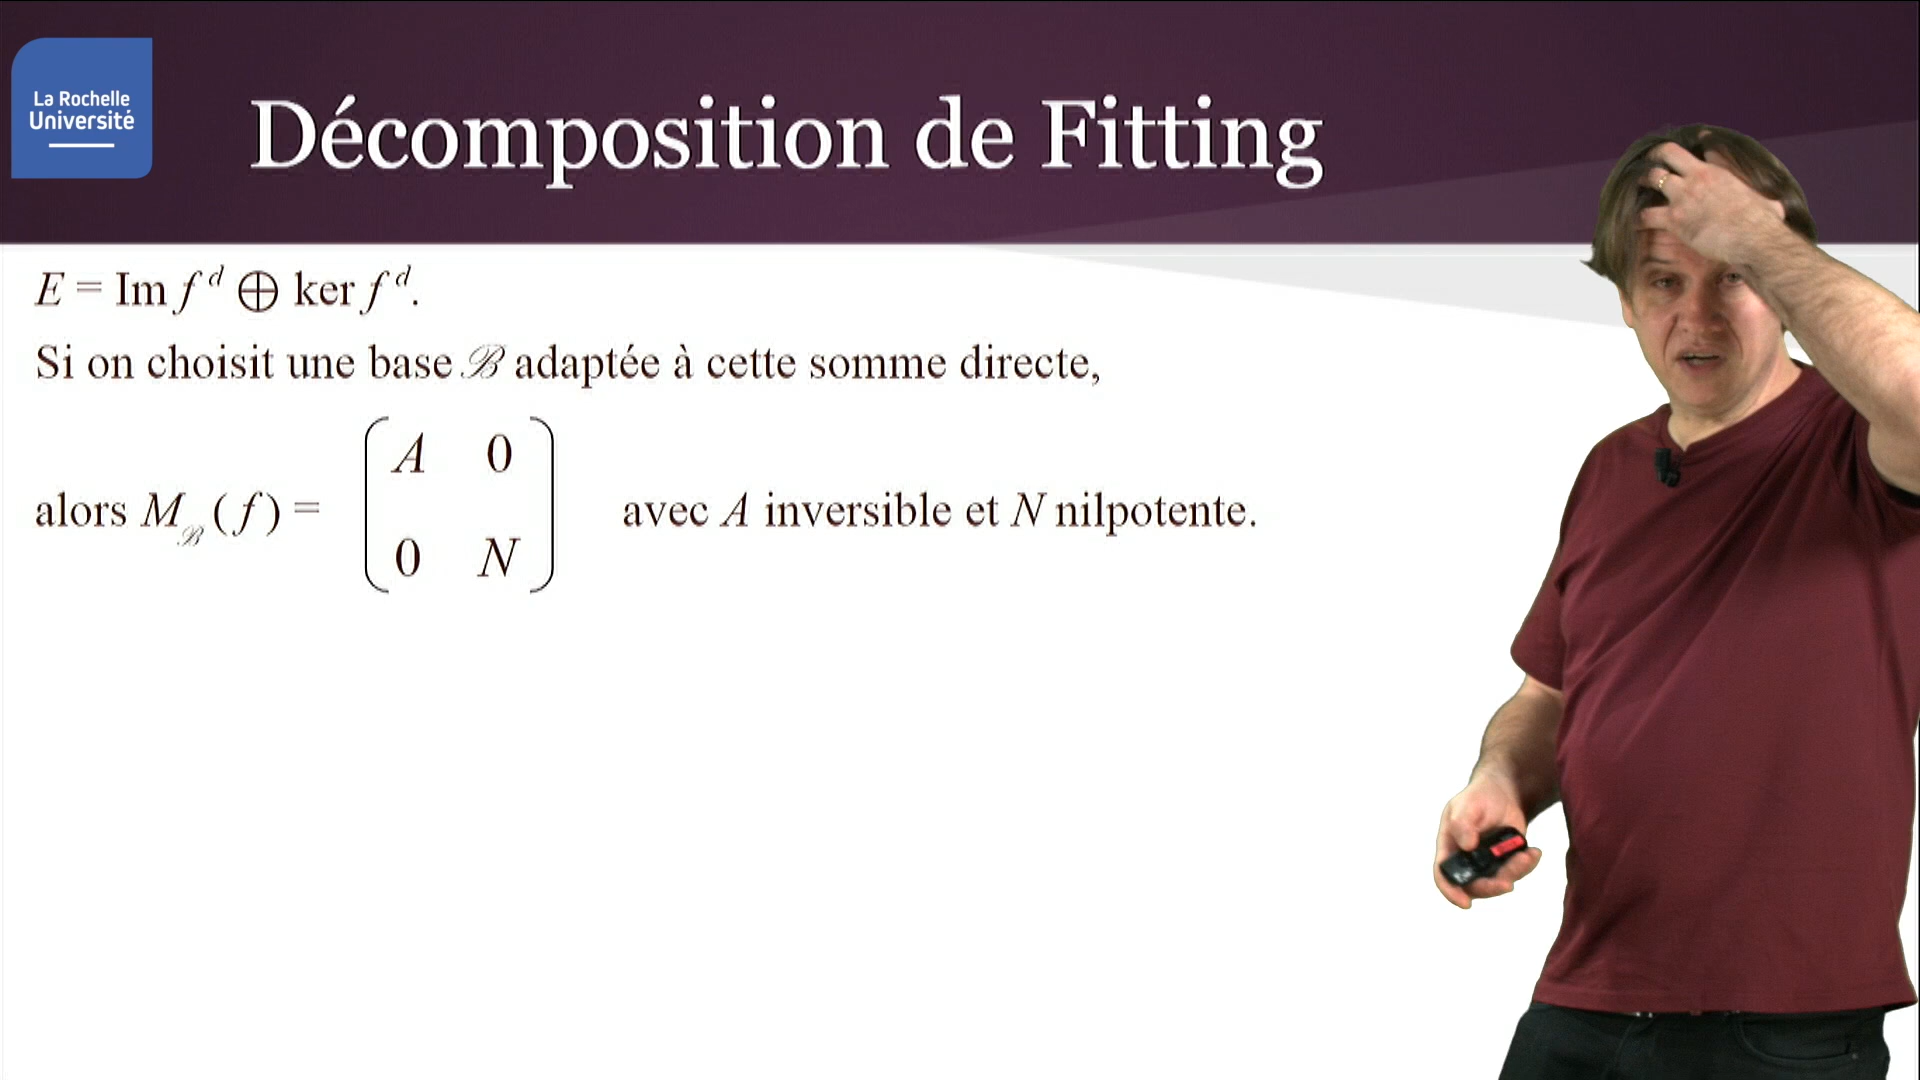 La Rochelle
Université
Décomposition de Fitting
E = Im f^d ⊕ ker f^d.
Si on choisit une base ℬ adaptée à cette somme directe,
alors M_ℬ (f) = ( A 0
0 N ) avec A inversible et N nilpotente.